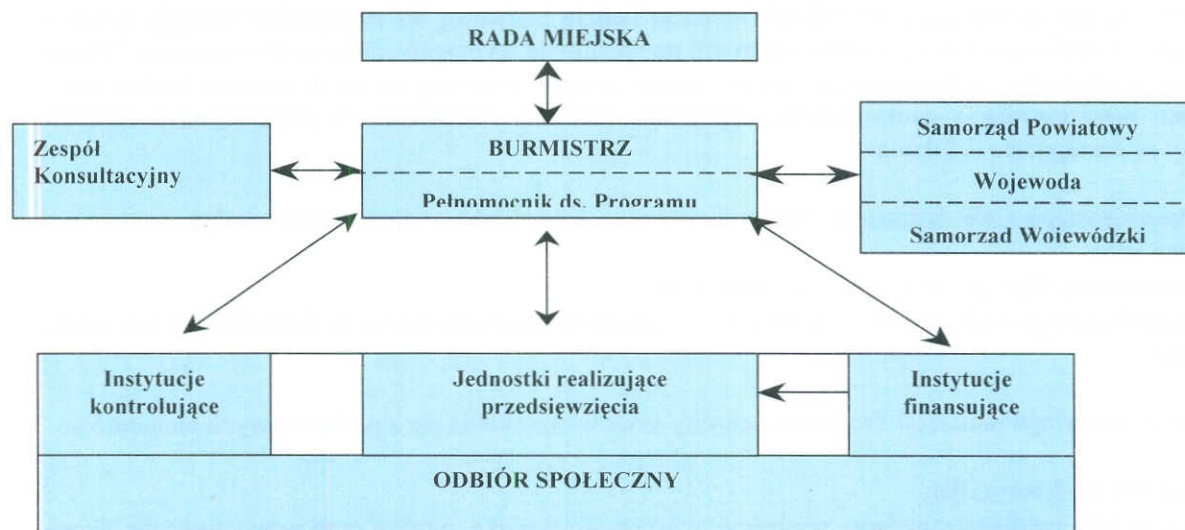 RADA MIEJSKA
Zespół
Konsultacyjny
BURMISTRZ
Pełnomocnik ds. Programu
Samorząd Powiatowy
Wojewoda
Samorzad Wojewódzki
Instytucje
kontrolujące
Jednostki realizujące
przedsięwzięcia
Instytucje
finansujące
ODBIÓR SPOŁECZNY